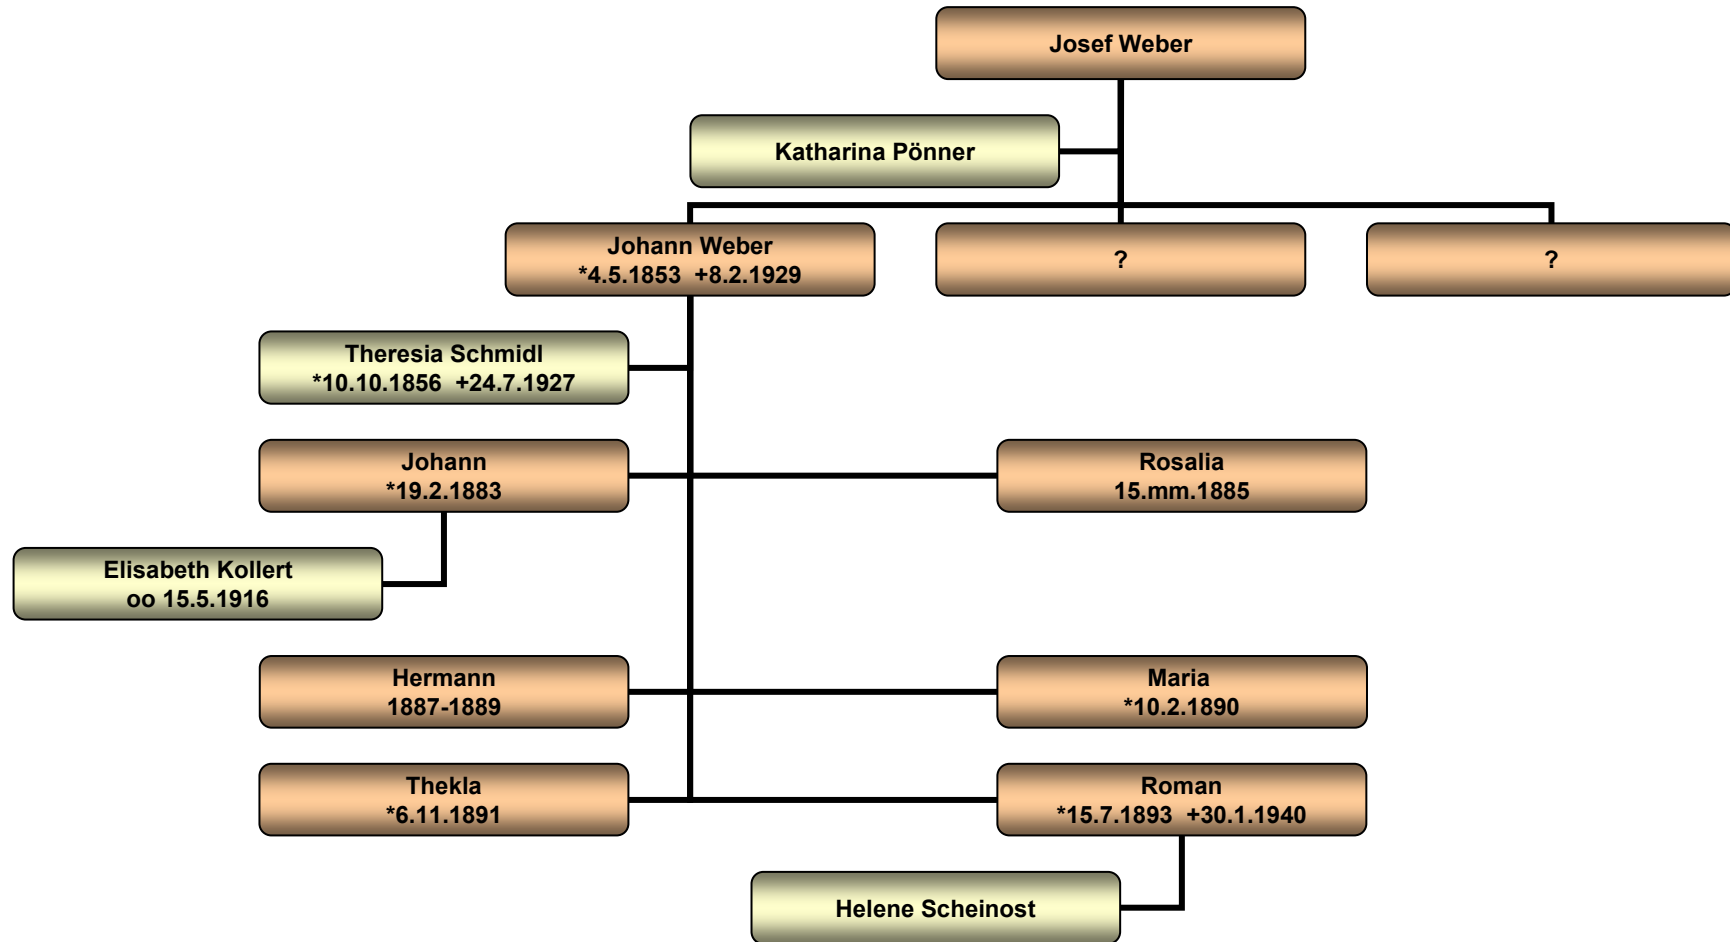 Josef Weber
Katharina Pönner
Johann Weber
*4.5.1853 +8.2.1929
?
?
Theresia Schmidl
*10.10.1856 +24.7.1927
Johann
*19.2.1883
Rosalia
15.mm.1885
Elisabeth Kollert
oo 15.5.1916
Hermann
1887-1889
Maria
*10.2.1890
Thekla
*6.11.1891
Roman
*15.7.1893 +30.1.1940
Helene Scheinost